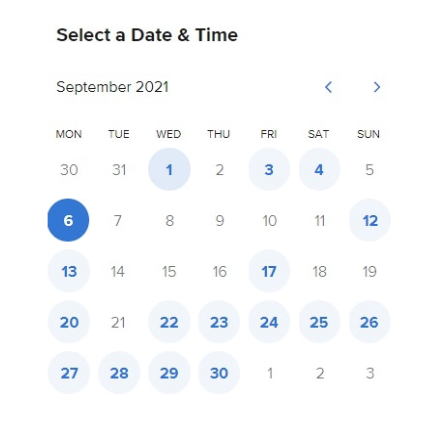 Select a Date & Time
September 2021
MON TUE WED THU FRI SAT SUN
30 31 1 2 3 4 5
6 7 8 9 10 11 12
13 14 15 16 17 18 19
20 21 22 23 24 25 26
27 28 29 30 1 2 3